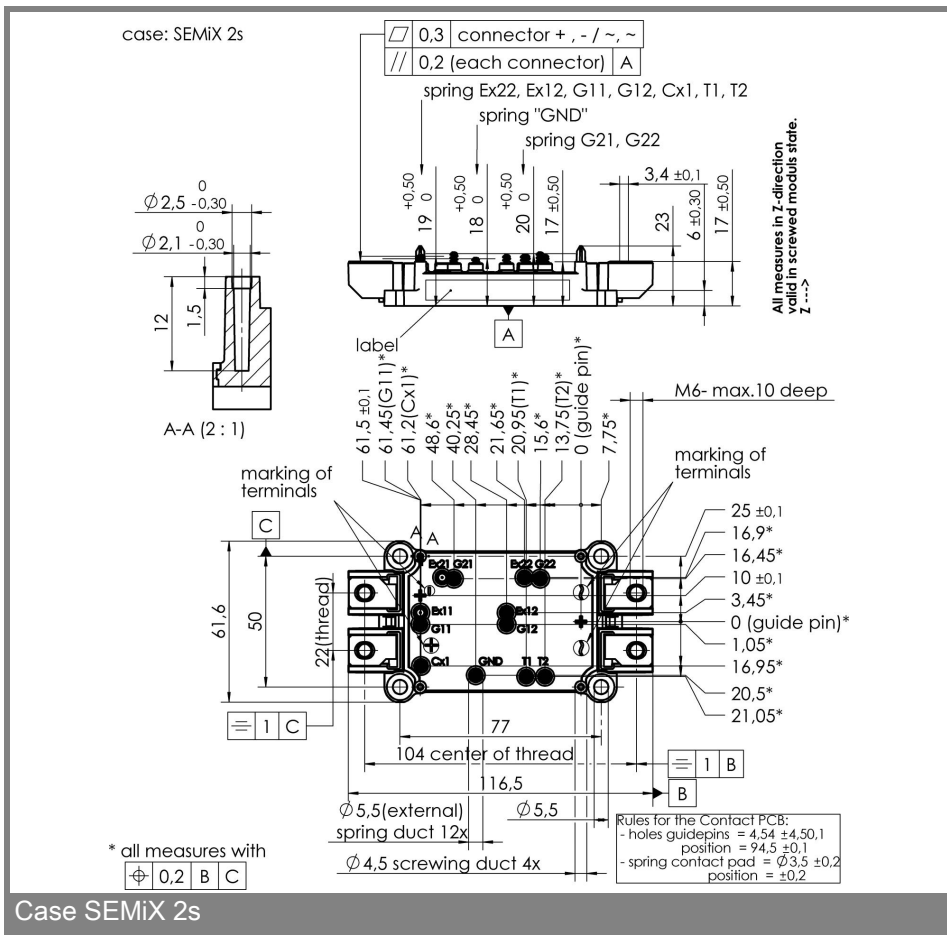 case: SEMiX 2s
0,3 connector + , - / ~, ~
// 0,2 (each connector) A
spring Ex22, Ex12, G11, G12, Cx1, T1, T2
spring "GND"
spring G21, G22
All measures in Z-direction
valid in screwed moduls state.
Z --->
0
Ø2,5 -0,30
0
Ø2,1 -0,30
12
1,5
A-A (2 : 1)
+0,50
19 0
+0,50
18 0
+0,50
20 0
17 ±0,50
3,4 ±0,1
23
6 ±0,30
17 ±0,50
A
label
61,5 ±0,1
61,45(G11)*
61,2(Cx1)*
48,6*
40,25*
28,45*
21,65*
20,95(T1)*
15,6*
13,75(T2)*
0 (guide pin)*
7,75*
M6- max.10 deep
marking of
terminals
marking of
terminals
C
A A
Ex21 G21 Ex22 G22
Ex11 Ex12
G11 G12
Cx1 GND T1 T2
61,6
50
22(thread)
25 ±0,1
16,9*
16,45*
10 ±0,1
3,45*
0 (guide pin)*
1,05*
16,95*
20,5*
21,05*
1 C
77
104 center of thread
1 B
116,5
B
Ø5,5(external)
spring duct 12x
Ø5,5
Ø4,5 screwing duct 4x
Rules for the Contact PCB:
- holes guidepins = 4,54 ±4,50,1
position = 94,5 ±0,1
- spring contact pad = Ø3,5 ±0,2
position = ±0,2
* all measures with
0,2 B C
Case SEMiX 2s